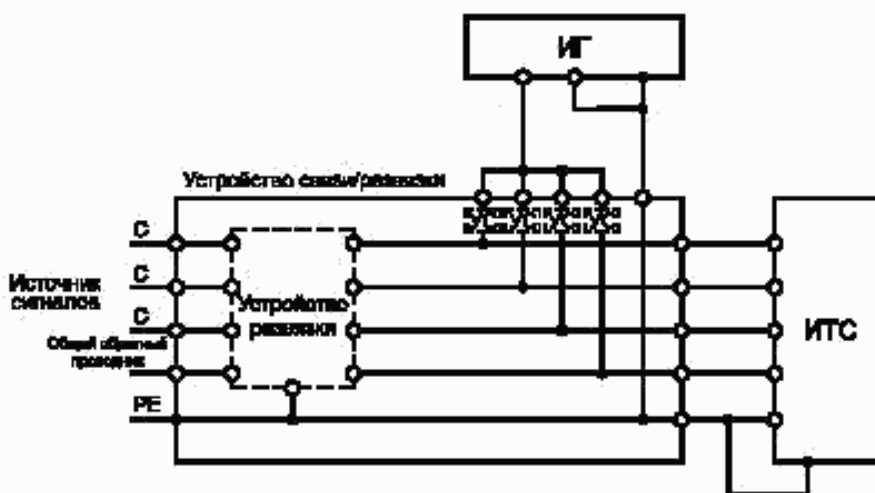 ИГ
Устройство связи/развязки
С
Источник
сигналов
С
Устройство
развязки
С
ИТС
Общий обратный
проводник
PE